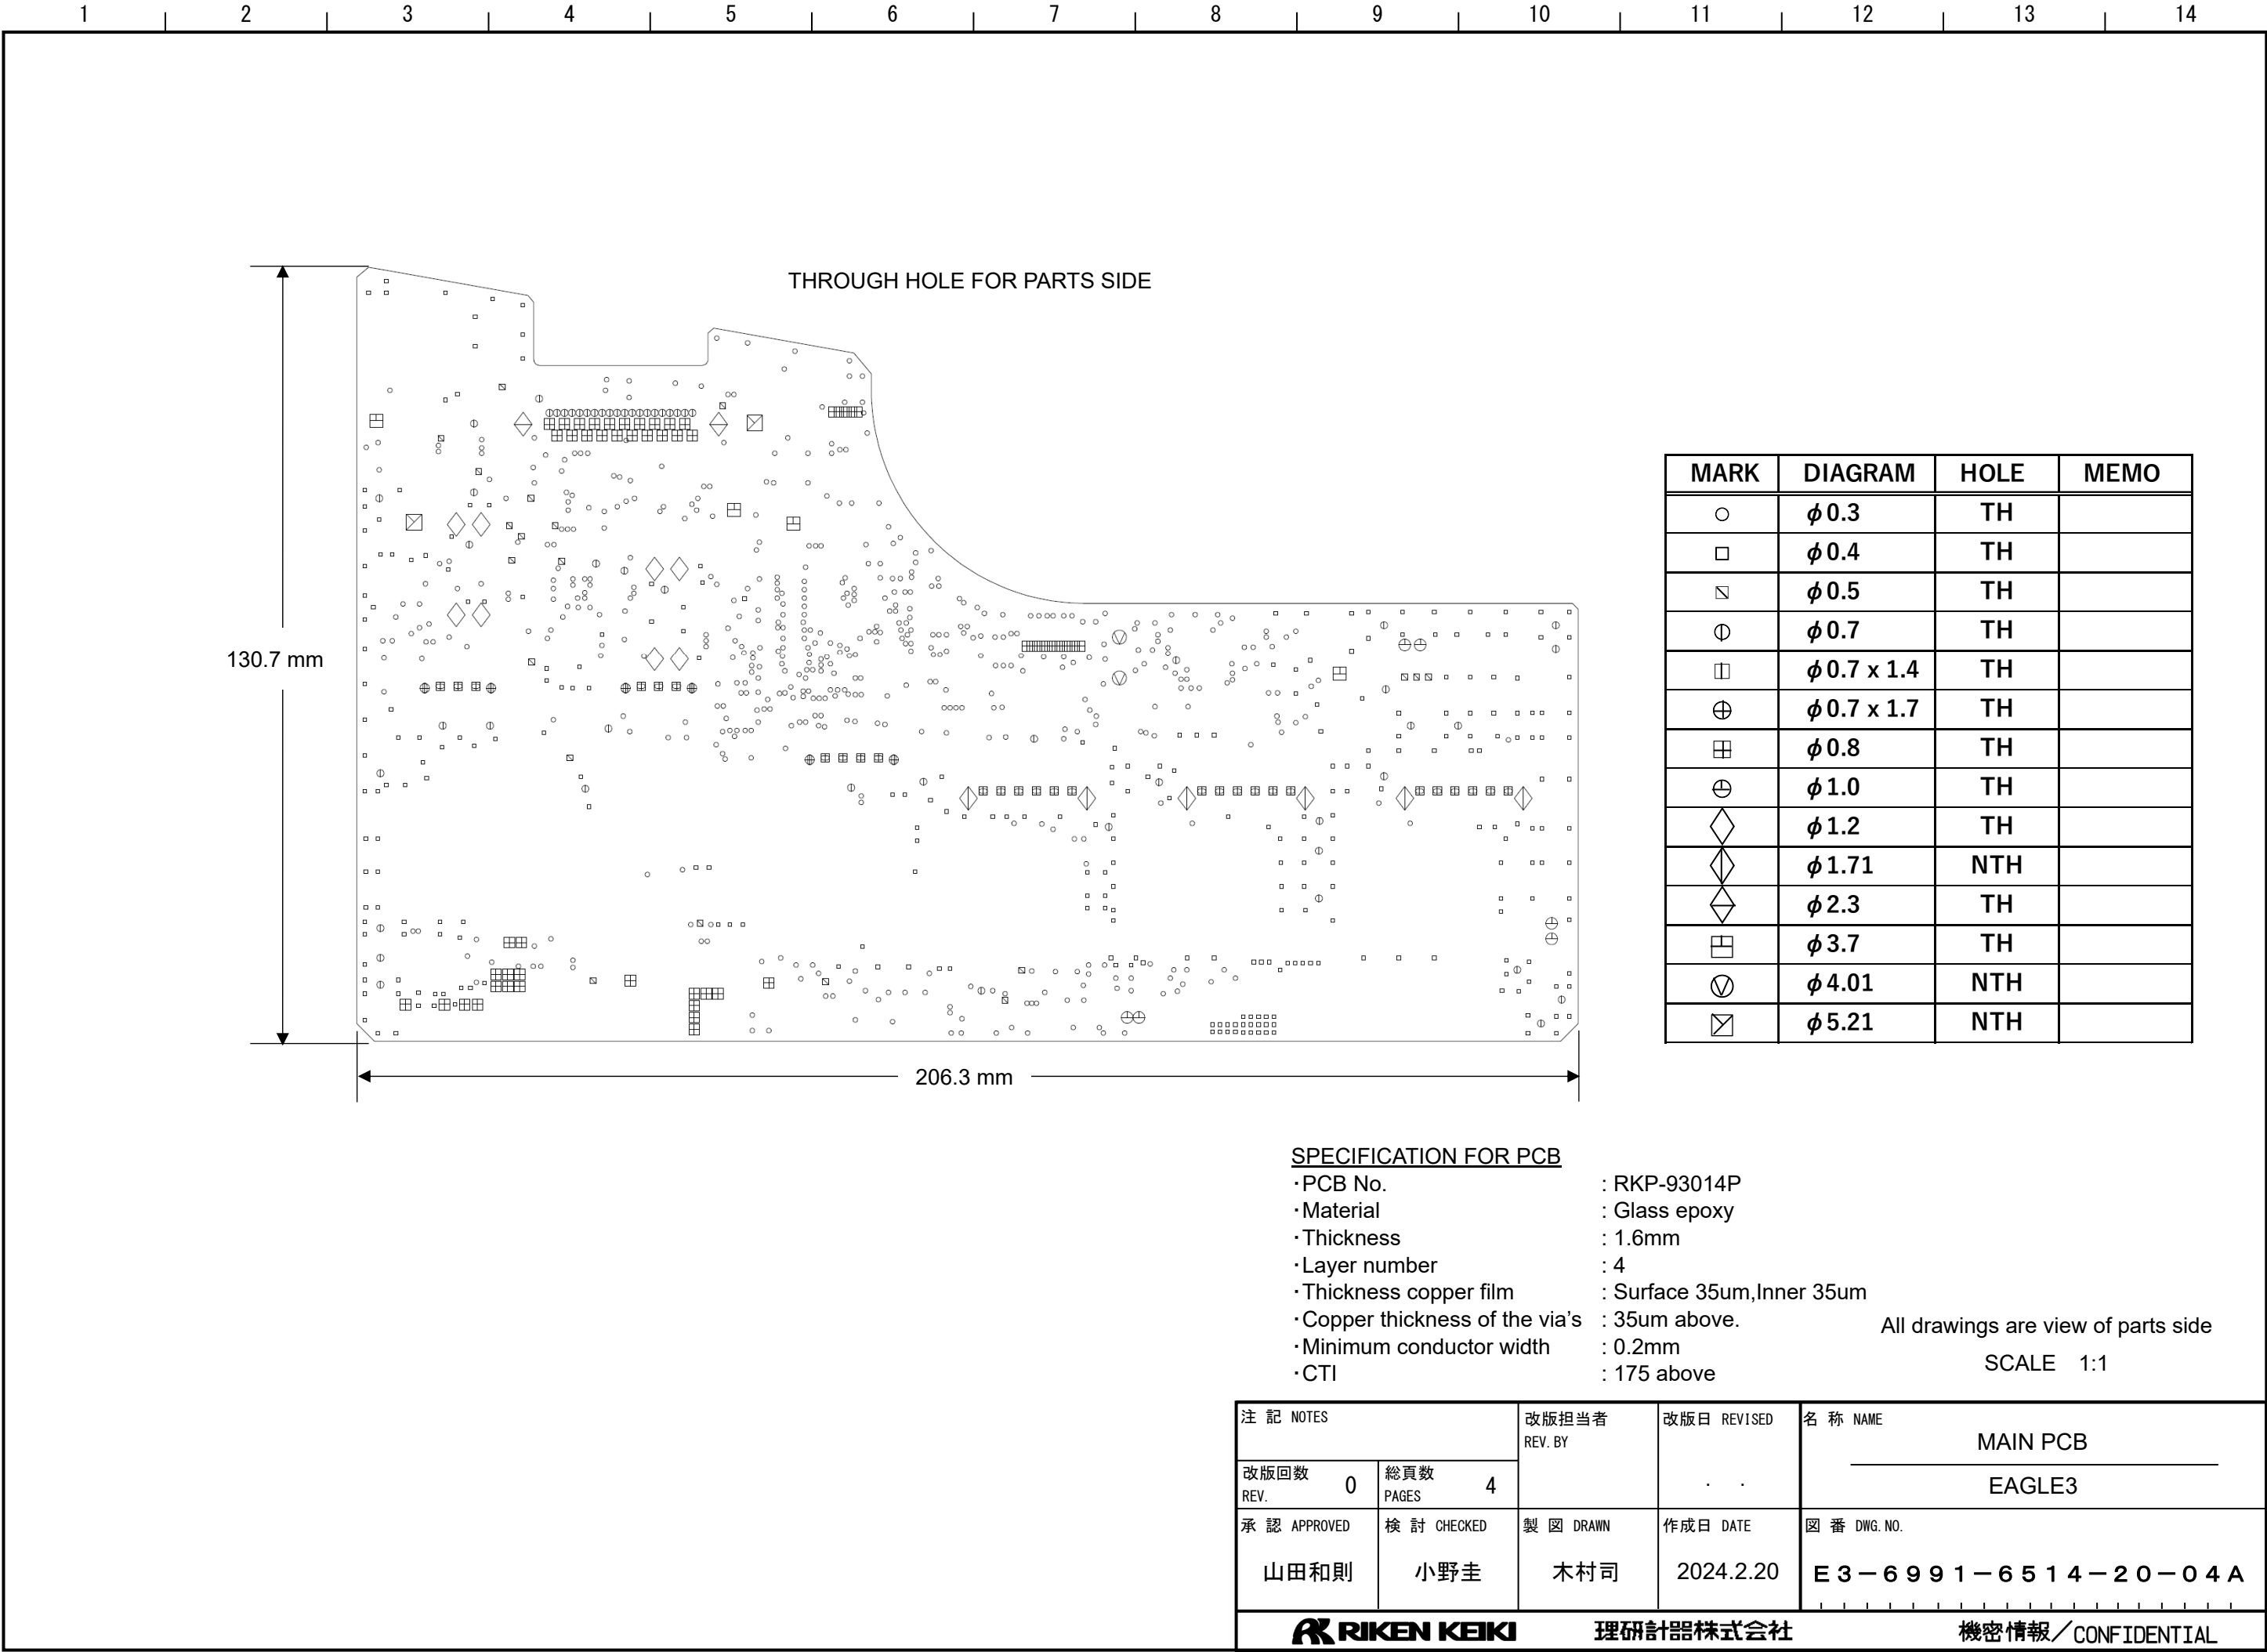 1 2 3 4 5 6 7 8 9 10 11 12 13 14
THROUGH HOLE FOR PARTS SIDE
130.7 mm
206.3 mm
MARK DIAGRAM HOLE MEMO
φ0.3 TH
φ0.4 TH
φ0.5 TH
φ0.7 TH
φ0.7 x 1.4 TH
φ0.7 x 1.7 TH
φ0.8 TH
φ1.0 TH
φ1.2 TH
φ1.71 NTH
φ2.3 TH
φ3.7 TH
φ4.01 NTH
φ5.21 NTH
SPECIFICATION FOR PCB
・PCB No. : RKP-93014P
・Material : Glass epoxy
・Thickness : 1.6mm
・Layer number : 4
・Thickness copper film : Surface 35um,Inner 35um
・Copper thickness of the via's : 35um above.
・Minimum conductor width : 0.2mm
・CTI : 175 above
All drawings are view of parts side
SCALE 1:1
注 記 NOTES
改版担当者
REV.BY
改版日 REVISED
. .
名 称 NAME
MAIN PCB
EAGLE3
改版回数
REV. 0
総頁数
PAGES 4
承 認 APPROVED
山田和則
検 討 CHECKED
小野圭
製 図 DRAWN
木村司
作成日 DATE
2024.2.20
図 番 DWG.NO.
E3-6991-6514-20-04A
RIKEN KEIKI 理研計器株式会社 機密情報/CONFIDENTIAL